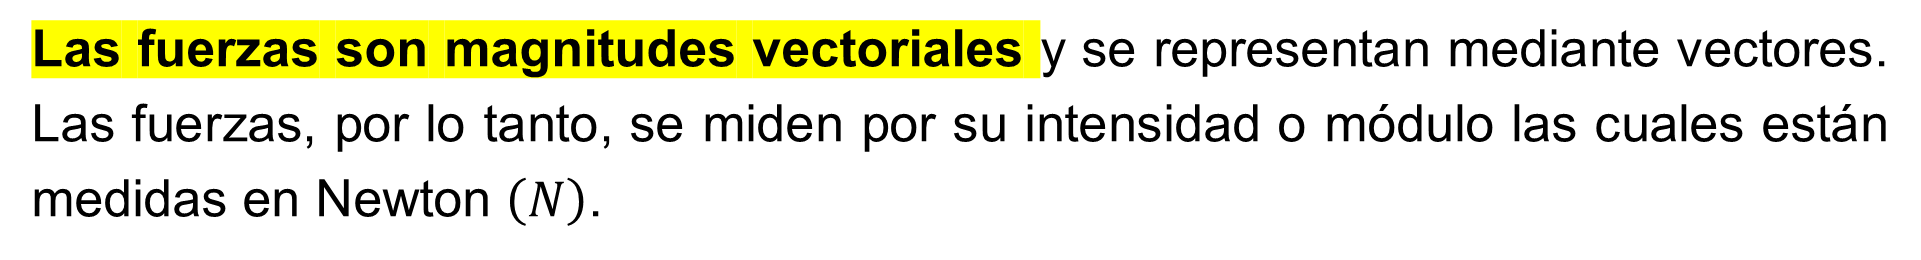 Las fuerzas son magnitudes vectoriales y se representan mediante vectores.
Las fuerzas, por lo tanto, se miden por su intensidad o módulo las cuales están
medidas en Newton (N).